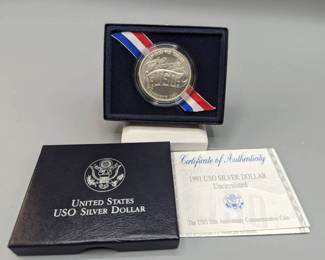 USO
UNITED STATES
USO SILVER DOLLAR
Certificate of Authenticity
1991 USO SILVER DOLLAR
Uncirculated
The USO 50th Anniversary Commemorative Coin